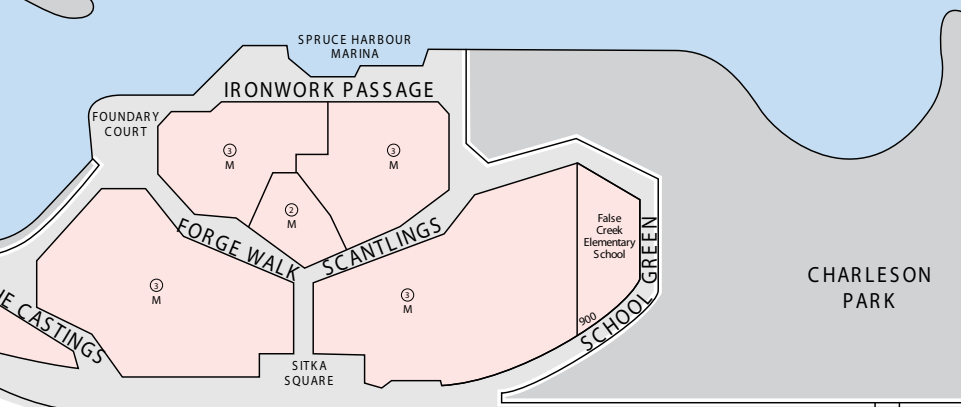 SPRUCE HARBOUR
MARINA
IRONWORK PASSAGE
FOUNDARY
COURT
3
M
3
M
2
M
FORGE WALK
SCANTLINGS
False
Creek
Elementary
School
SCHOOL GREEN
900
CHARLESON
PARK
3
M
3
M
CASTINGS
SITKA
SQUARE